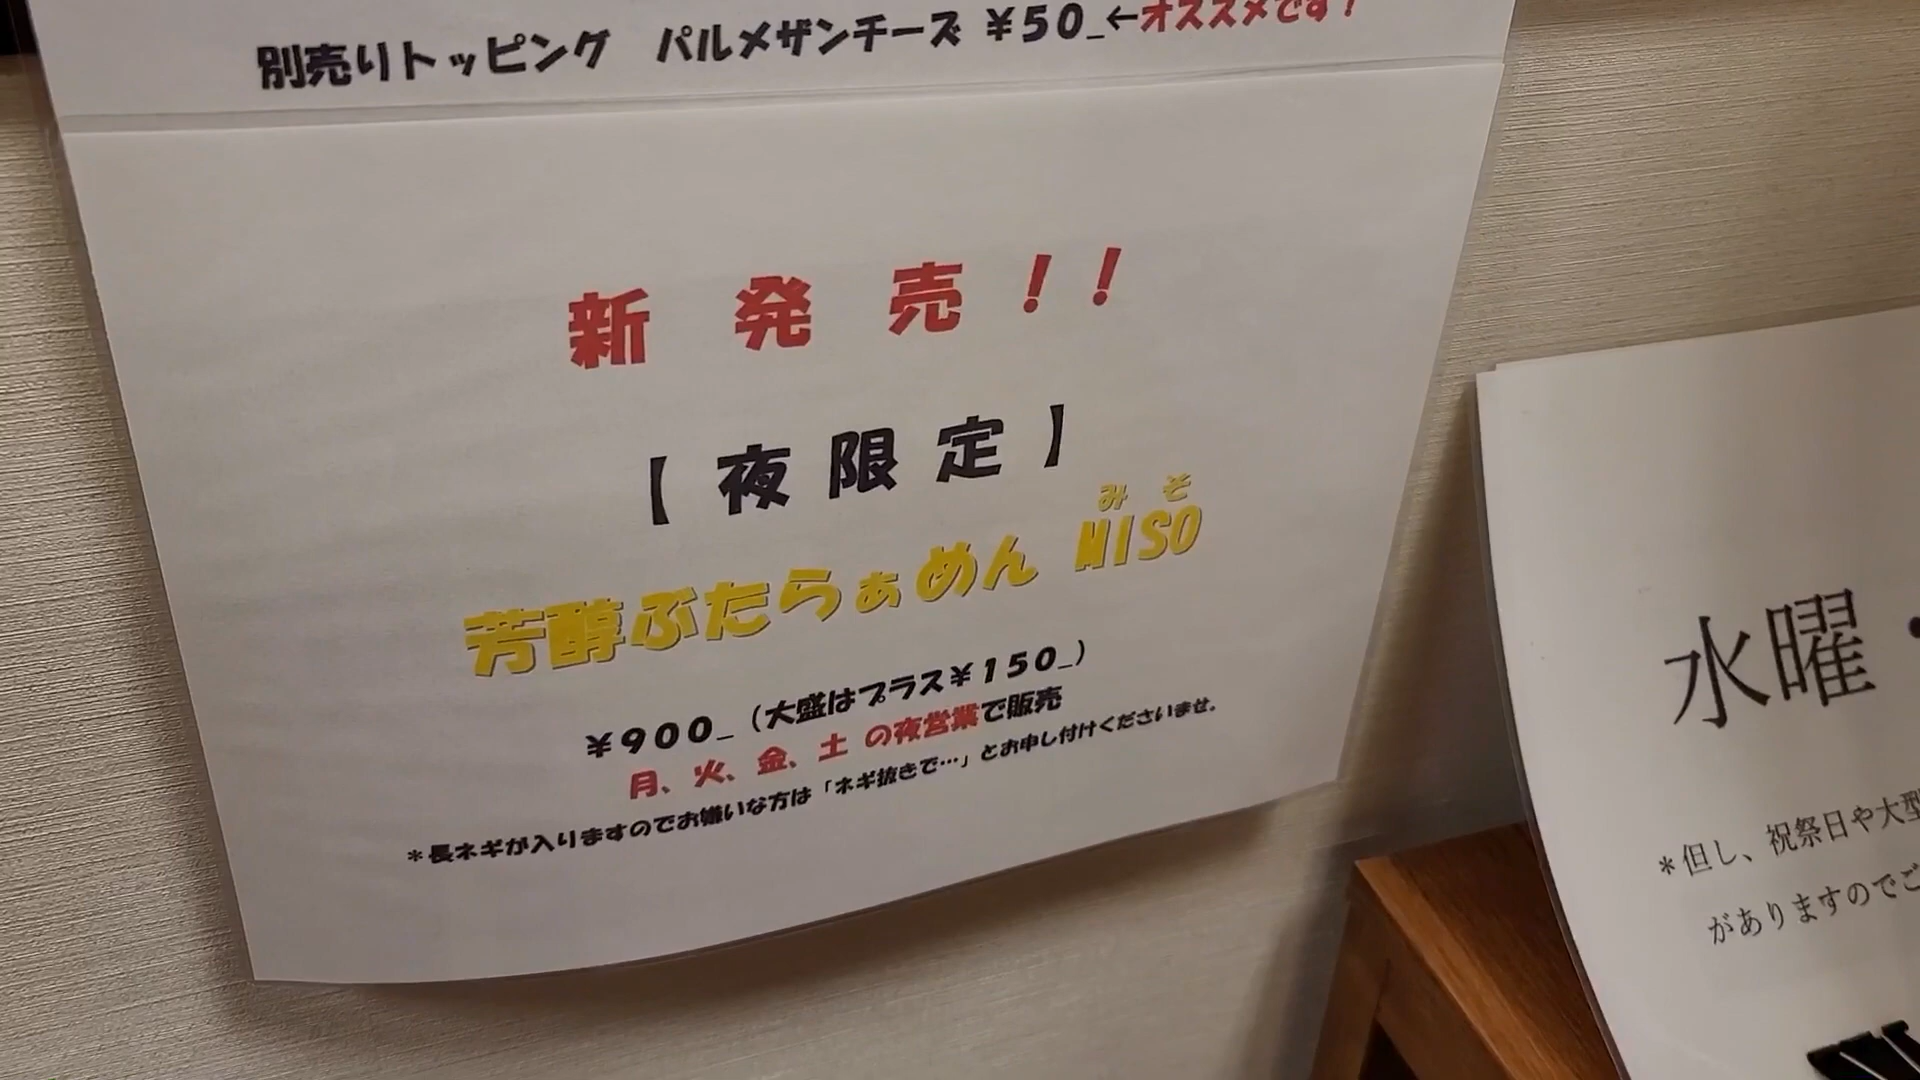 別売りトッピング　パルメザンチーズ ￥50_←オススメです！
新 発 売 ！！
【 夜 限 定 】
みそ
芳醇ぶたらぁめん MISO
￥900_（大盛はプラス￥150_）
月、火、金、土 の夜営業で販売
＊長ネギが入りますのでお嫌いな方は「ネギ抜きで…」とお申し付けくださいませ。
水曜・
＊但し、祝祭日や大型
がありますのでご